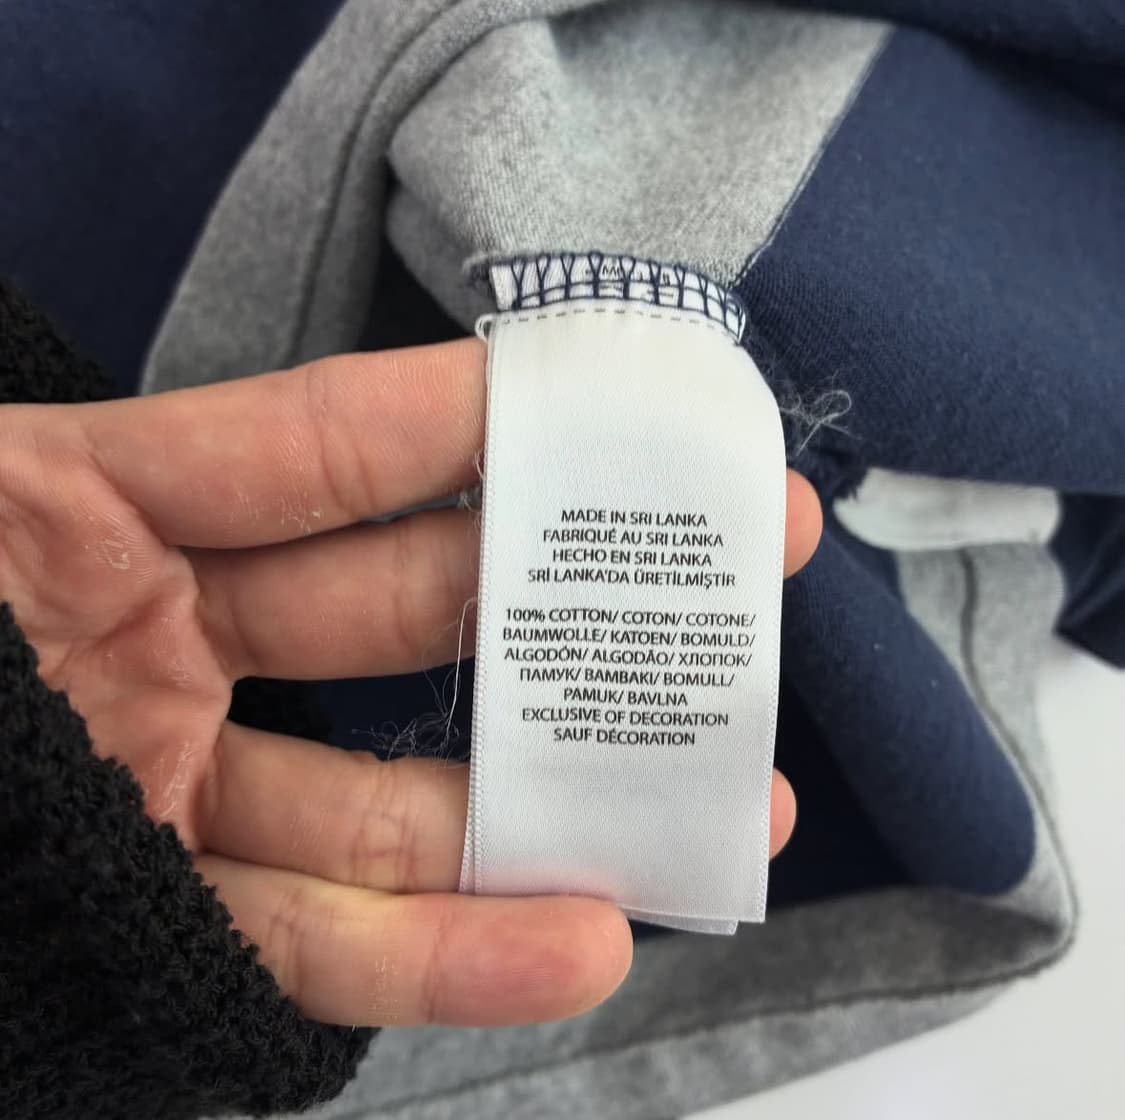 MADE IN SRI LANKA
FABRIQUÉ AU SRI LANKA
HECHO EN SRI LANKA
SRİ LANKA'DA ÜRETİLMİŞTİR
100% COTTON/ COTON/ COTONE/
BAUMWOLLE/ KATOEN/ BOMULD/
ALGODÓN/ ALGODÃO/ ХЛОПОК/
ПАМУК/ ΒΑΜΒΑΚΙ/ BOMULL/
PAMUK/ BAVLNA
EXCLUSIVE OF DECORATION
SAUF DÉCORATION